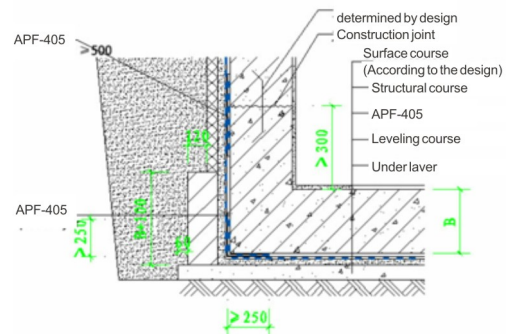 determined by design
Construction joint
APF-405
Surface course
(According to the design)
Structural course
APF-405
Leveling course
Under laver
≥500
≥300
B
APF-405
≥250
≥250